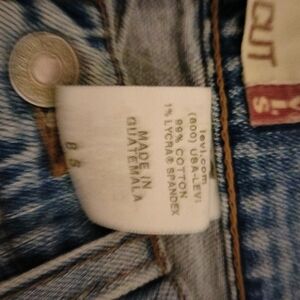 levi.com
(800) USA-LEVI
99% COTTON
1% LYCRA® SPANDEX
MADE IN
GUATEMALA
CUT